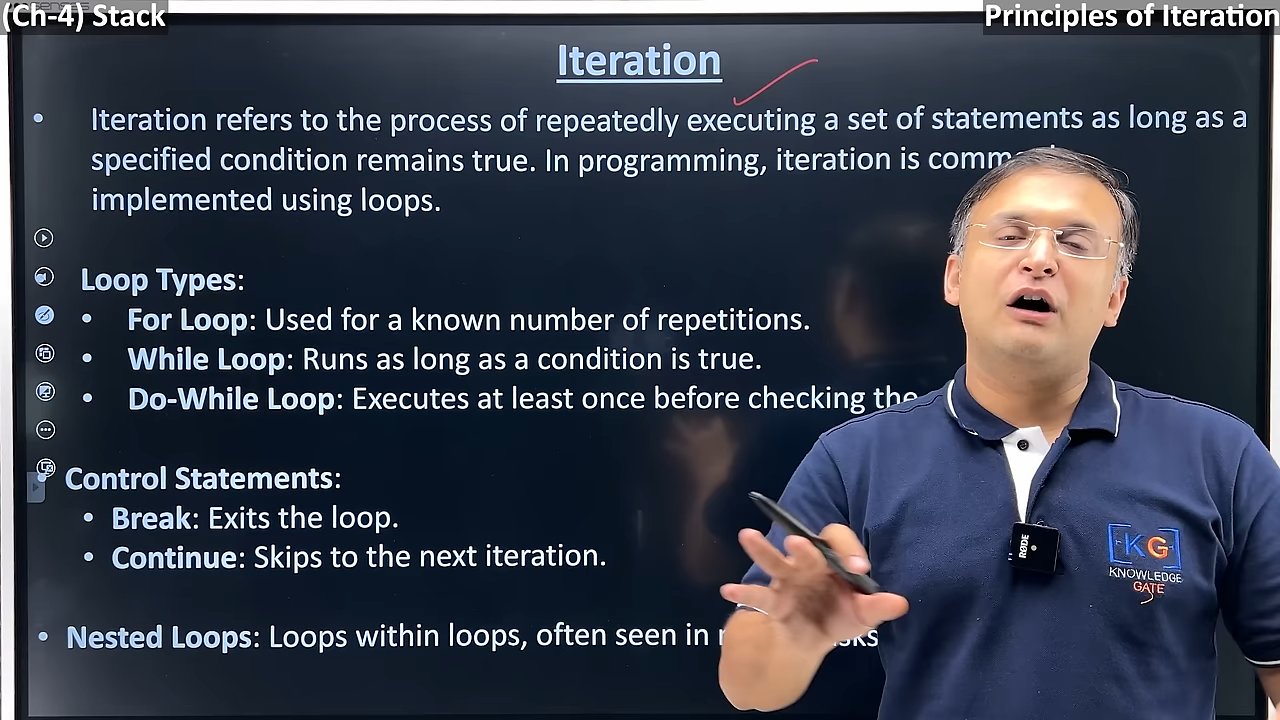 (Ch-4) Stack
Principles of Iteration
Iteration
• Iteration refers to the process of repeatedly executing a set of statements as long as a
specified condition remains true. In programming, iteration is
implemented using loops.
Loop Types:
• For Loop: Used for a known number of repetitions.
• While Loop: Runs as long as a condition is true.
• Do-While Loop: Executes at least once before checking the
• Control Statements:
• Break: Exits the loop.
• Continue: Skips to the next iteration.
• Nested Loops: Loops within loops, often seen in
RØDE
KG
KNOWLEDGE
GATE